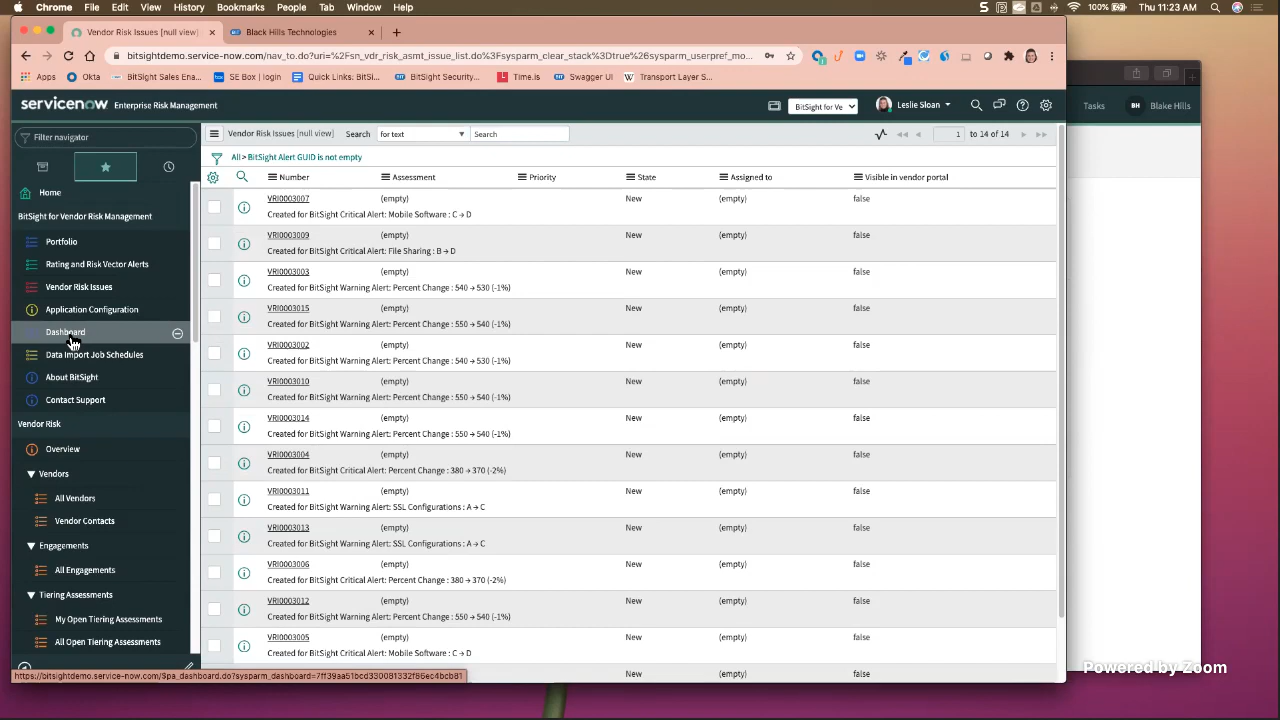 Chrome File Edit View History Bookmarks People Tab Window Help 100% Thu 11:23 AM
Vendor Risk Issues [null view] Black Hills Technologies
bitsightdemo.service-now.com/nav_to.do?uri=%2Fsn_vdr_risk_asmt_issue_list.do%3Fsysparm_clear_stack%3Dtrue%26sysparm_userpref_mo...
Apps Okta BitSight Sales Ena... SE Box | login Quick Links: BitSi... BitSight Securit... Time.is Swagger UI Transport Layer S...
servicenow Enterprise Risk Management BitSight for Ve Leslie Sloan Tasks BH Blake Hills
Filter navigator
Vendor Risk Issues [null view] Search for text Search 1 to 14 of 14
All > BitSight Alert GUID is not empty
Number Assessment Priority State Assigned to Visible in vendor portal
Home
BitSight for Vendor Risk Management
Portfolio
Rating and Risk Vector Alerts
Vendor Risk Issues
Application Configuration
Dashboard
Data Import Job Schedules
About BitSight
Contact Support
Vendor Risk
Overview
Vendors
All Vendors
Vendor Contacts
Engagements
All Engagements
Tiering Assessments
My Open Tiering Assessments
All Open Tiering Assessments
VRI0003007 (empty) New (empty) false
Created for BitSight Critical Alert: Mobile Software : C → D
VRI0003009 (empty) New (empty) false
Created for BitSight Critical Alert: File Sharing : B → D
VRI0003003 (empty) New (empty) false
Created for BitSight Warning Alert: Percent Change : 540 → 530 (-1%)
VRI0003015 (empty) New (empty) false
Created for BitSight Warning Alert: Percent Change : 550 → 540 (-1%)
VRI0003002 (empty) New (empty) false
Created for BitSight Warning Alert: Percent Change : 540 → 530 (-1%)
VRI0003010 (empty) New (empty) false
Created for BitSight Warning Alert: Percent Change : 550 → 540 (-1%)
VRI0003014 (empty) New (empty) false
Created for BitSight Warning Alert: Percent Change : 550 → 540 (-1%)
VRI0003004 (empty) New (empty) false
Created for BitSight Critical Alert: Percent Change : 380 → 370 (-2%)
VRI0003011 (empty) New (empty) false
Created for BitSight Warning Alert: SSL Configurations : A → C
VRI0003013 (empty) New (empty) false
Created for BitSight Warning Alert: SSL Configurations : A → C
VRI0003006 (empty) New (empty) false
Created for BitSight Critical Alert: Percent Change : 380 → 370 (-2%)
VRI0003012 (empty) New (empty) false
Created for BitSight Warning Alert: Percent Change : 550 → 540 (-1%)
VRI0003005 (empty) New (empty) false
Created for BitSight Critical Alert: Mobile Software : C → D
(empty) New (empty) false
https://bitsightdemo.service-now.com/$pa_dashboard.do?sysparm_dashboard=7ff39aa51bcd330081332f86ec4bcb81
Powered by Zoom